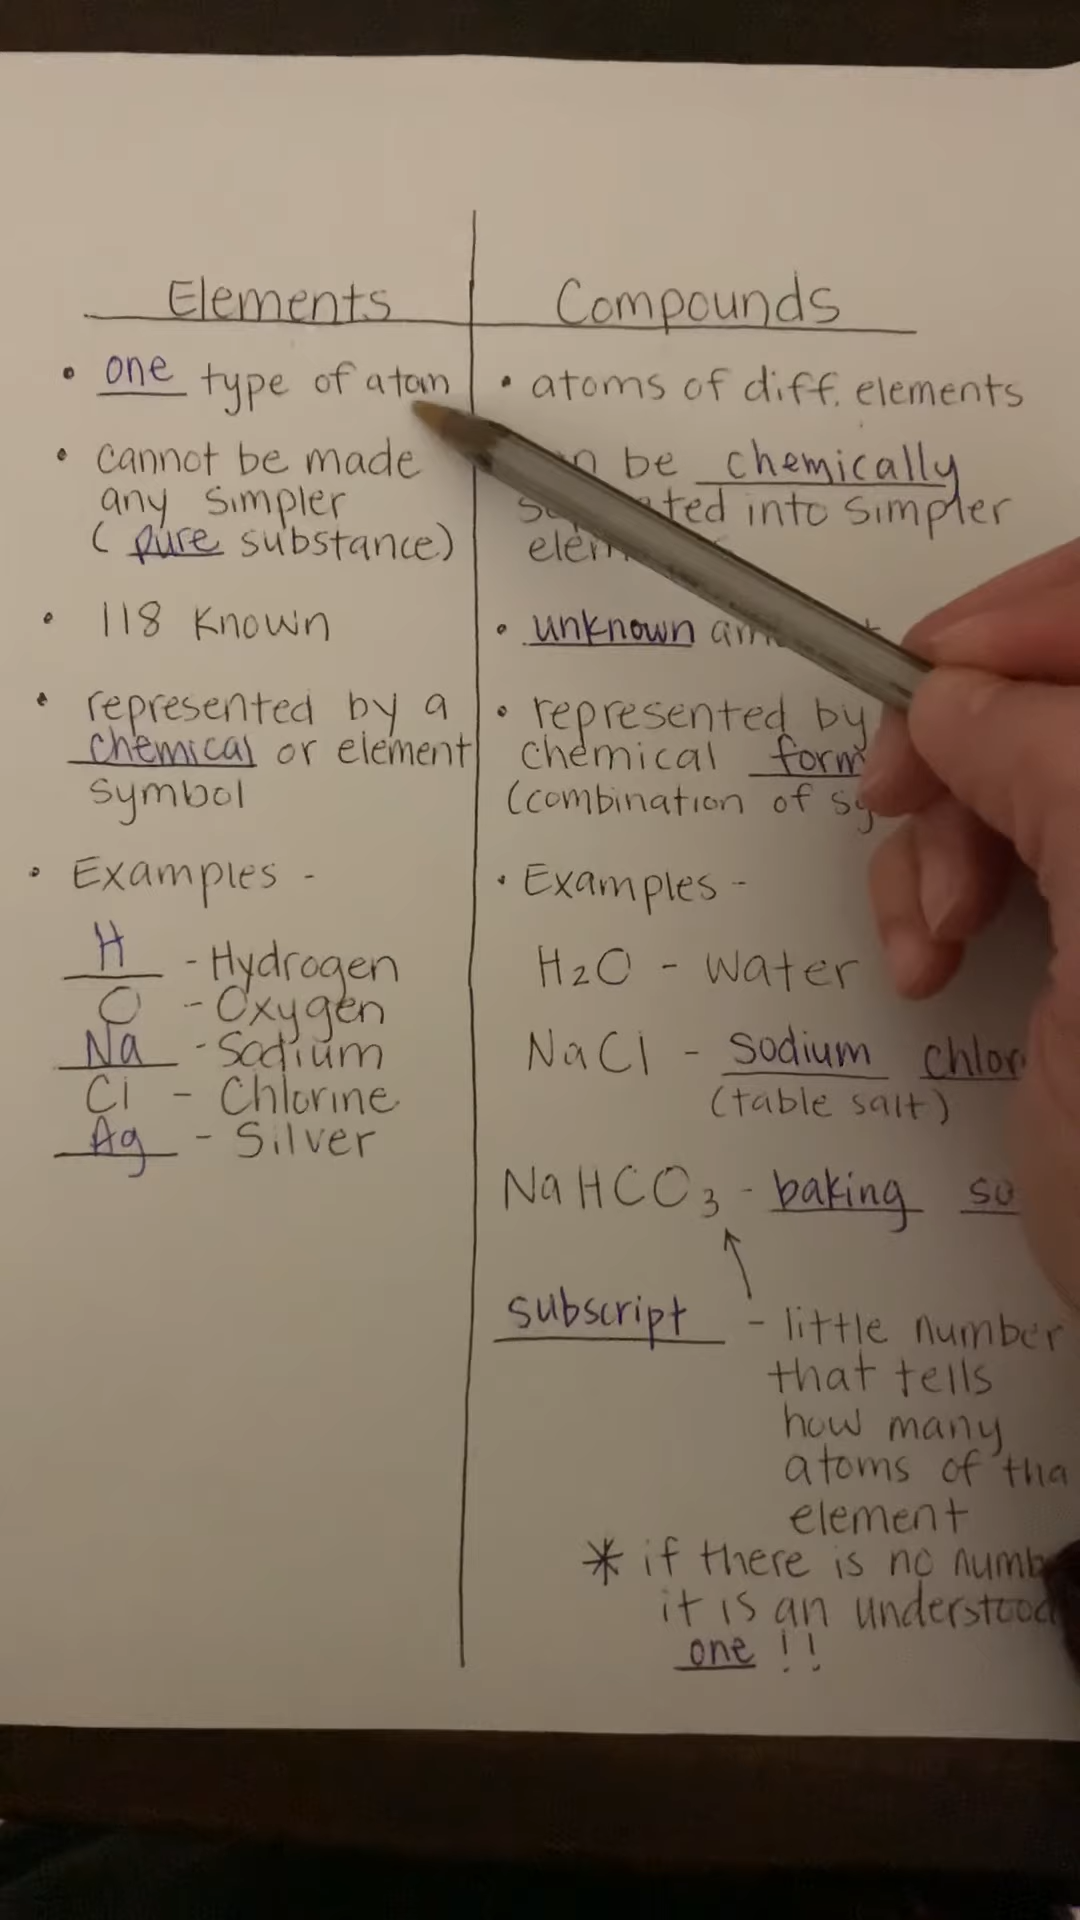 Elements
• one type of atom
• cannot be made
any simpler
(pure substance)
• 118 Known
• represented by a
chemical or element
symbol
• Examples -
H - Hydrogen
O - Oxygen
Na - Sodium
Cl - Chlorine
Ag - Silver
Compounds
• atoms of diff. elements
be chemically
into simpler
• unknown
• represented by
chemical
(combination of
• Examples -
H2O - water
NaCl - sodium
(table salt)
NaHCO3 - baking
subscript - little number
that tells
how many
atoms of
element
* if there is no
it is an understood
one !!